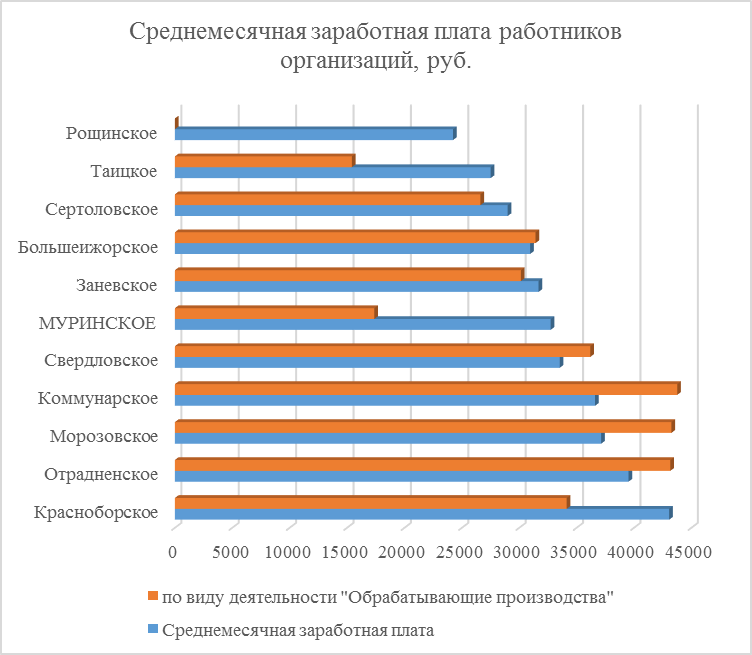 Среднемесячная заработная плата работников
организаций, руб.
Рощинское
Таицкое
Сертоловское
Большеижорское
Заневское
МУРИНСКОЕ
Свердловское
Коммунарское
Морозовское
Отрадненское
Красноборское
0 5000 10000 15000 20000 25000 30000 35000 40000 45000
по виду деятельности "Обрабатывающие производства"
Среднемесячная заработная плата